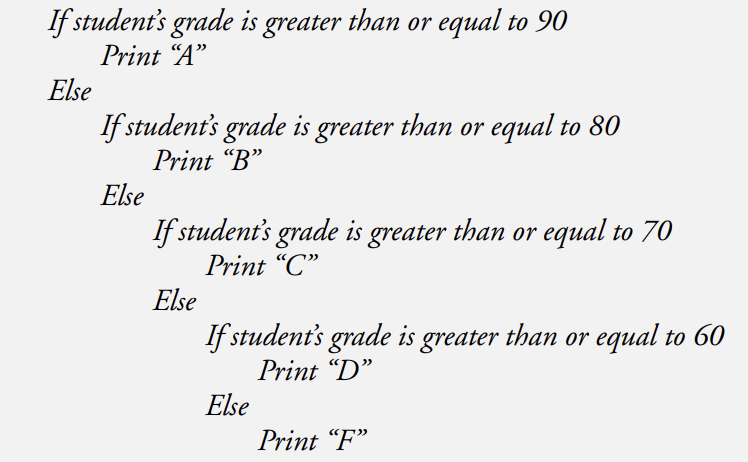 If student’s grade is greater than or equal to 90
Print “A”
Else
If student’s grade is greater than or equal to 80
Print “B”
Else
If student’s grade is greater than or equal to 70
Print “C”
Else
If student’s grade is greater than or equal to 60
Print “D”
Else
Print “F”